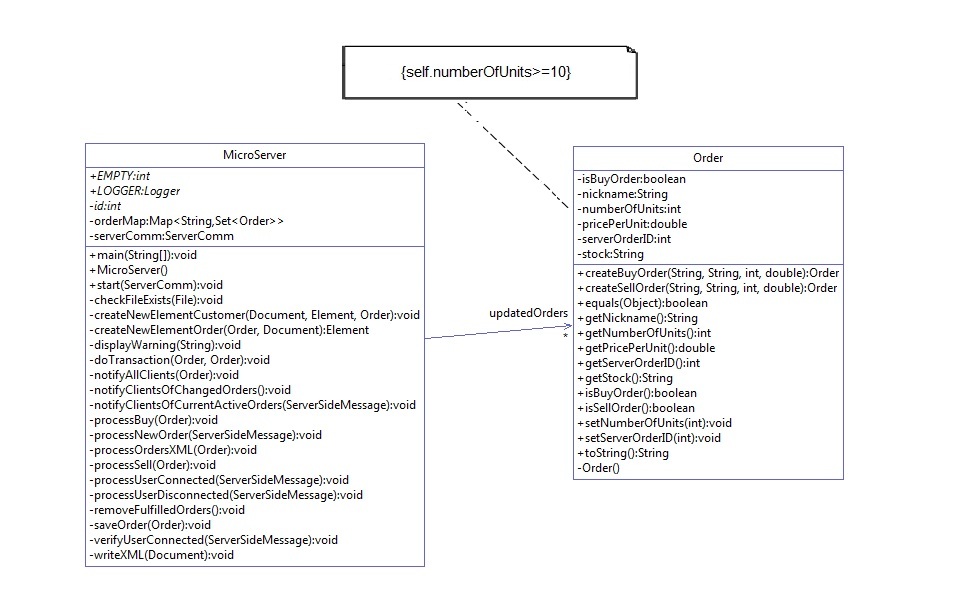 {self.numberOfUnits>=10}
MicroServer
+EMPTY:int
+LOGGER:Logger
-id:int
-orderMap:Map<String,Set<Order>>
-serverComm:ServerComm
+main(String[]):void
+MicroServer()
+start(ServerComm):void
-checkFileExists(File):void
-createNewElementCustomer(Document, Element, Order):void
-createNewElementOrder(Order, Document):Element
-displayWarning(String):void
-doTransaction(Order, Order):void
-notifyAllClients(Order):void
-notifyClientsOfChangedOrders():void
-notifyClientsOfCurrentActiveOrders(ServerSideMessage):void
-processBuy(Order):void
-processNewOrder(ServerSideMessage):void
-processOrdersXML(Order):void
-processSell(Order):void
-processUserConnected(ServerSideMessage):void
-processUserDisconnected(ServerSideMessage):void
-removeFulfilledOrders():void
-saveOrder(Order):void
-verifyUserConnected(ServerSideMessage):void
-writeXML(Document):void
updatedOrders
*
Order
-isBuyOrder:boolean
-nickname:String
-numberOfUnits:int
-pricePerUnit:double
-serverOrderID:int
-stock:String
+createBuyOrder(String, String, int, double):Order
+createSellOrder(String, String, int, double):Order
+equals(Object):boolean
+getNickname():String
+getNumberOfUnits():int
+getPricePerUnit():double
+getServerOrderID():int
+getStock():String
+isBuyOrder():boolean
+isSellOrder():boolean
+setNumberOfUnits(int):void
+setServerOrderID(int):void
+toString():String
-Order()